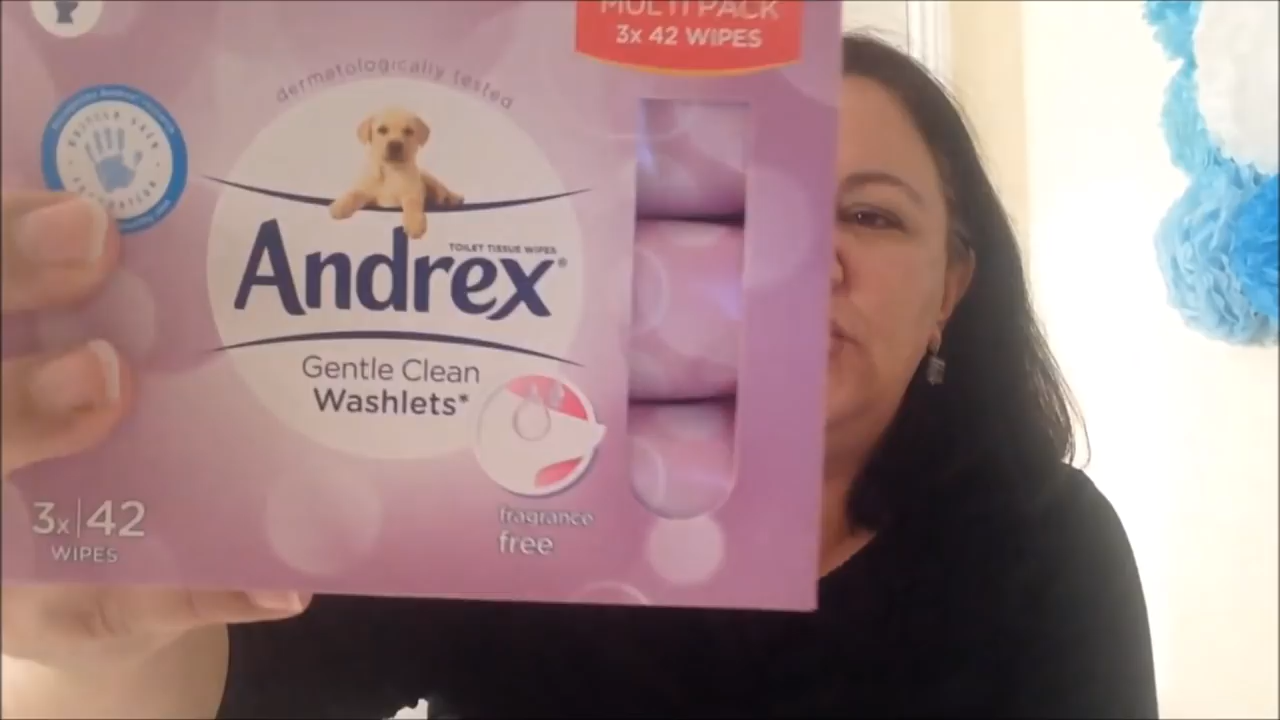 MULTI PACK
3x 42 WIPES
dermatologically tested
TOILET TISSUE WIPES
Andrex®
Gentle Clean
Washlets*
fragrance
free
3x 42
WIPES